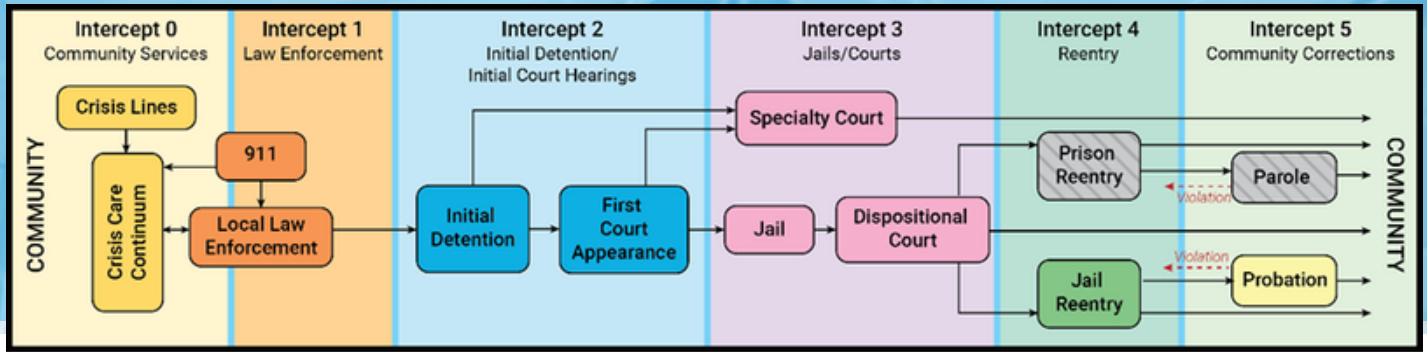 Intercept 0
Community Services
Intercept 1
Law Enforcement
Intercept 2
Initial Detention/
Initial Court Hearings
Intercept 3
Jails/Courts
Intercept 4
Reentry
Intercept 5
Community Corrections
COMMUNITY
Crisis Lines
Crisis Care
Continuum
911
Local Law
Enforcement
Initial
Detention
First
Court
Appearance
Specialty Court
Jail
Dispositional
Court
Prison
Reentry
Parole
Violation
Jail
Reentry
Violation
Probation
COMMUNITY